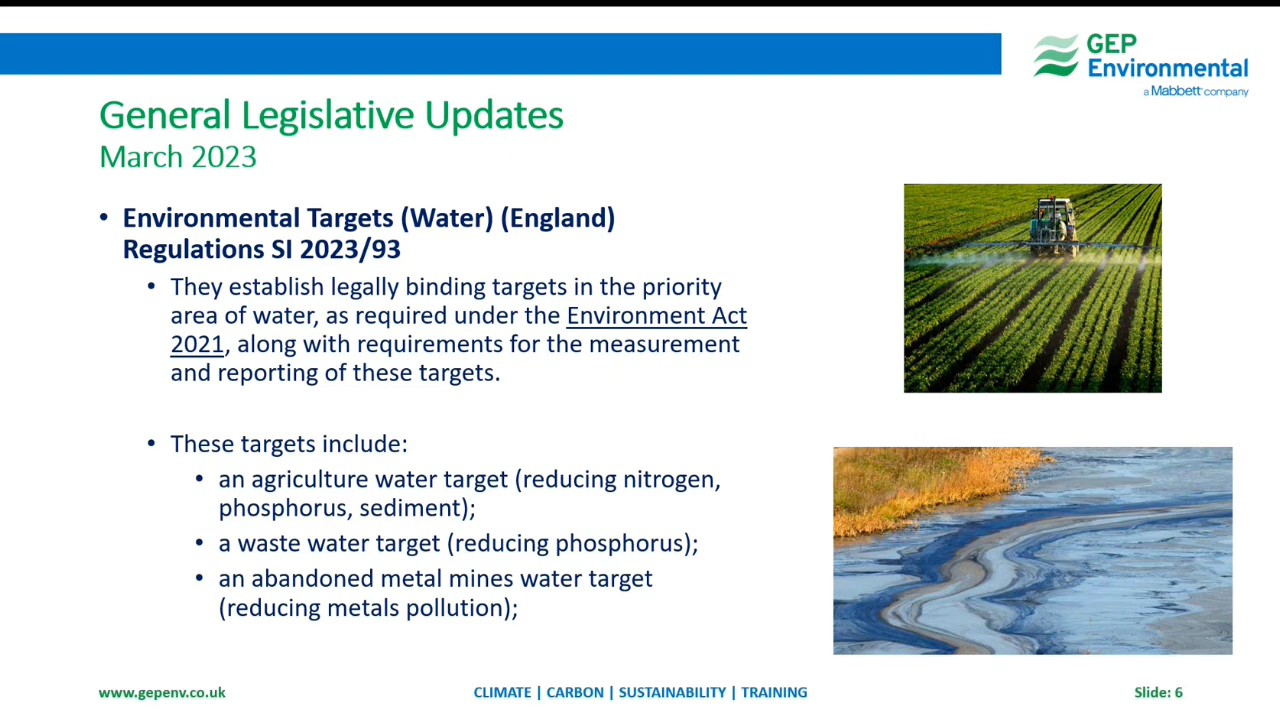 GEP
Environmental
a Mabbett company
General Legislative Updates
March 2023
• Environmental Targets (Water) (England)
Regulations SI 2023/93
• They establish legally binding targets in the priority
area of water, as required under the Environment Act
2021, along with requirements for the measurement
and reporting of these targets.
• These targets include:
• an agriculture water target (reducing nitrogen,
phosphorus, sediment);
• a waste water target (reducing phosphorus);
• an abandoned metal mines water target
(reducing metals pollution);
www.gepenv.co.uk
CLIMATE | CARBON | SUSTAINABILITY | TRAINING
Slide: 6